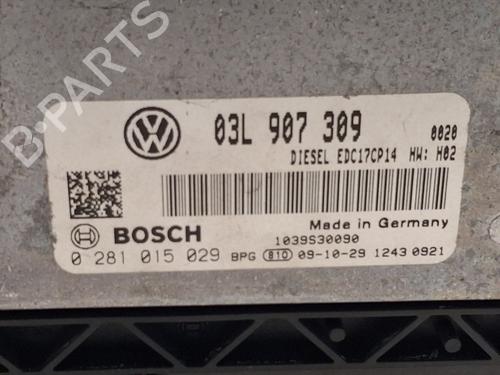 03L 907 309
0020
DIESEL EDC17CP14 HW: H02
Made in Germany
BOSCH
1039S30090
0 281 015 029 BPG 810 09-10-29 1243 0921
B-PARTS